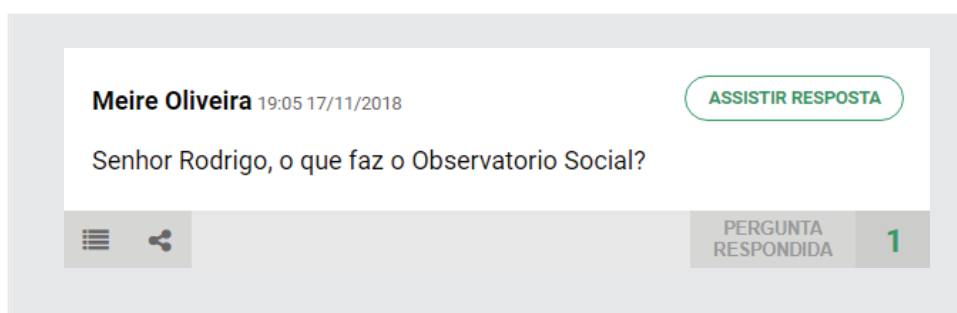 Meire Oliveira 19:05 17/11/2018
ASSISTIR RESPOSTA
Senhor Rodrigo, o que faz o Observatorio Social?
PERGUNTA
RESPONDIDA
1